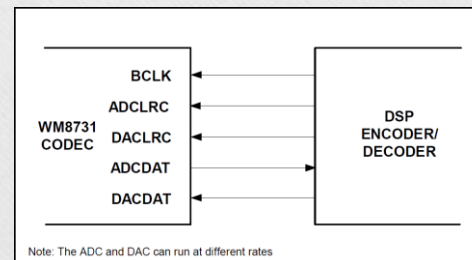 BCLK
ADCLRC
WM8731
CODEC
DACLRC
ADCDAT
DACDAT
DSP
ENCODER/
DECODER
Note: The ADC and DAC can run at different rates